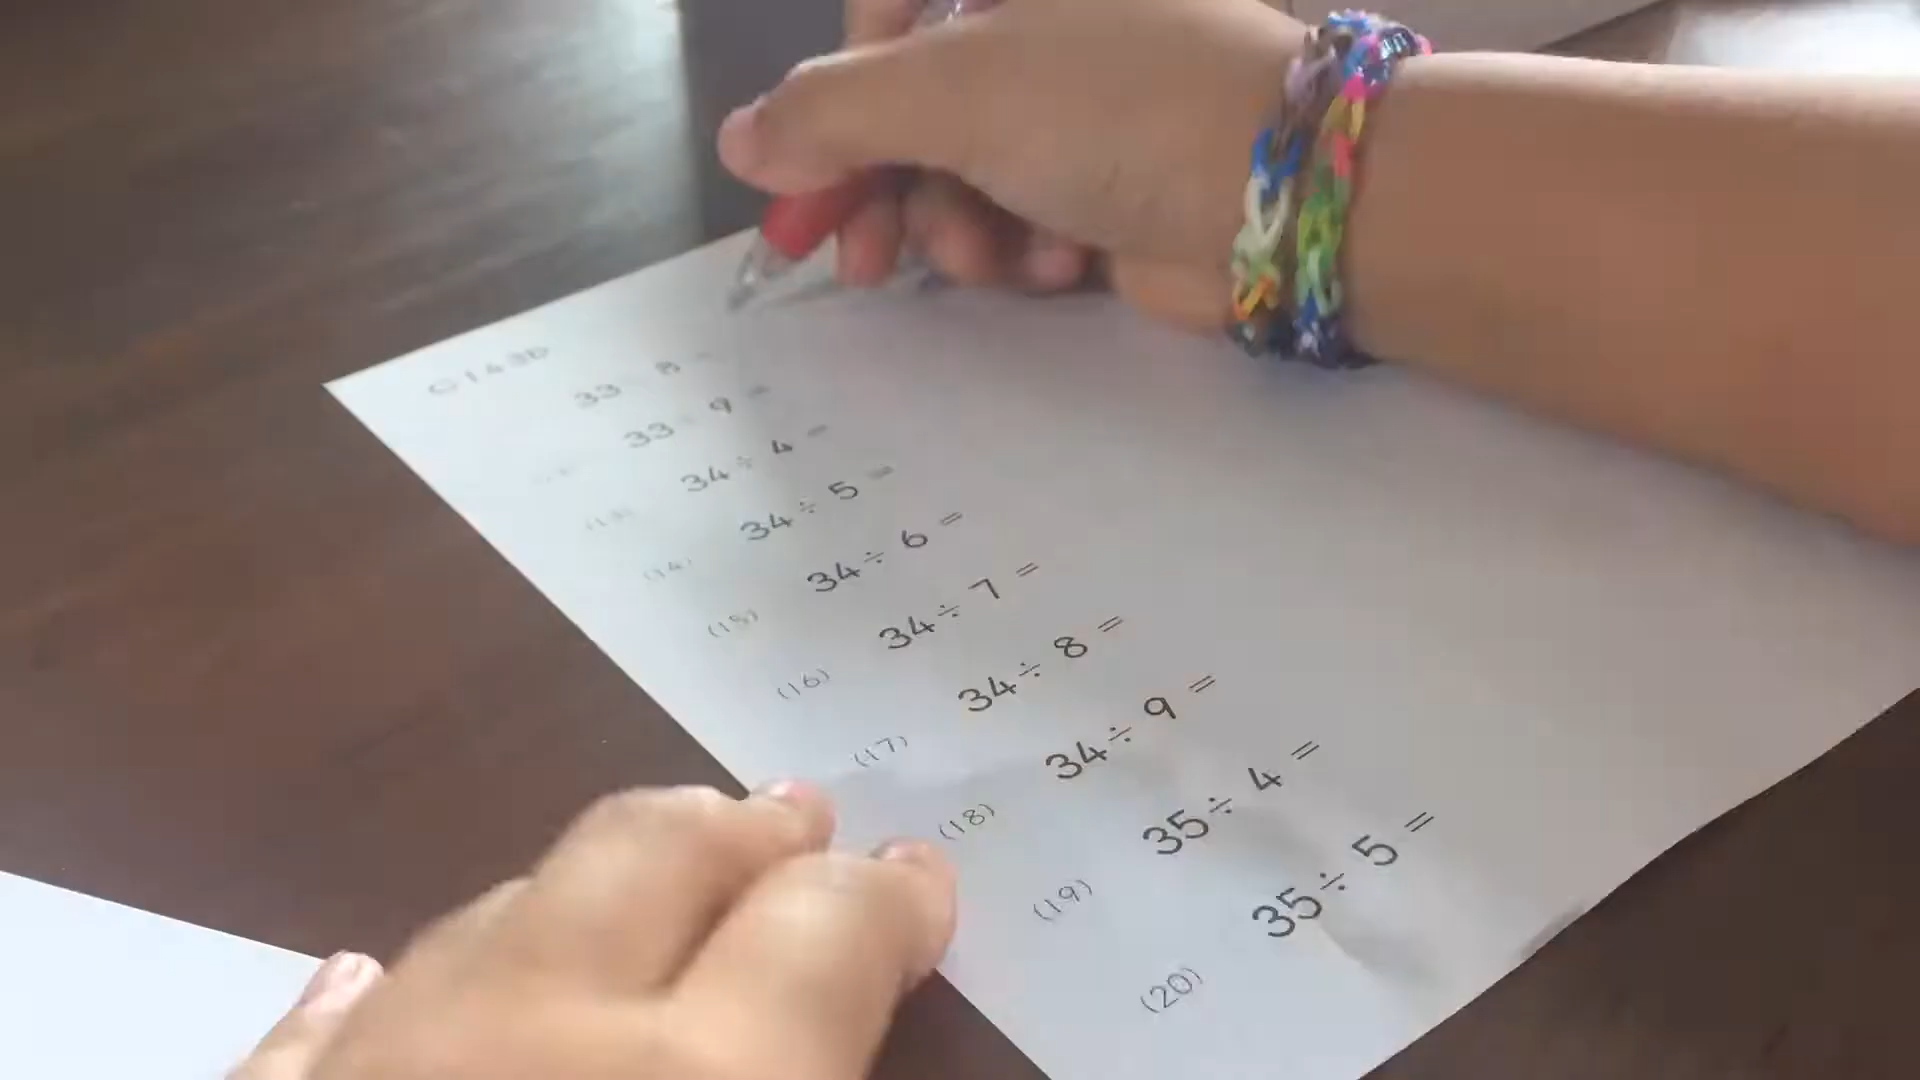 C 143b
33 ÷ 8 =
33 ÷ 9 =
(13) 34 ÷ 4 =
(14) 34 ÷ 5 =
(15) 34 ÷ 6 =
(16) 34 ÷ 7 =
(17) 34 ÷ 8 =
(18) 34 ÷ 9 =
(19) 35 ÷ 4 =
(20) 35 ÷ 5 =